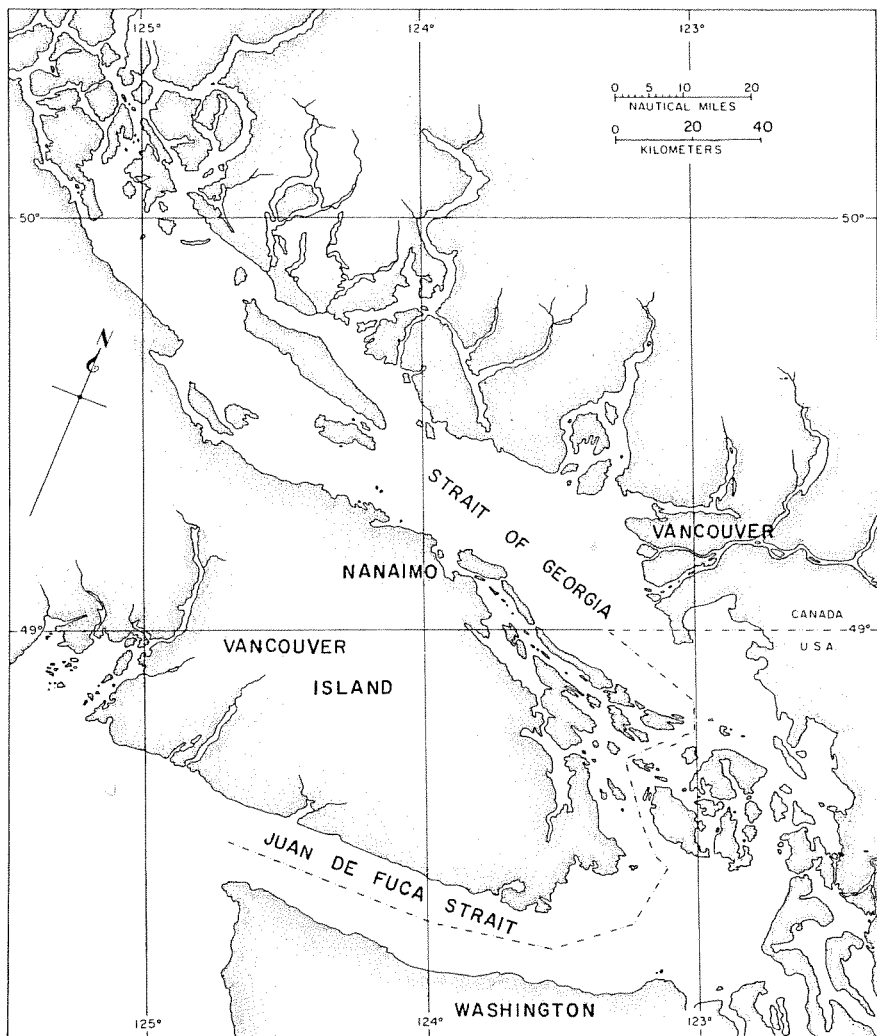 125° 124° 123°
0 5 10 20
NAUTICAL MILES
0 20 40
KILOMETERS
50° 50°
N
STRAIT OF GEORGIA
VANCOUVER
NANAIMO
CANADA
49° 49°
U.S.A.
VANCOUVER
ISLAND
JUAN DE FUCA STRAIT
WASHINGTON
125° 124° 123°